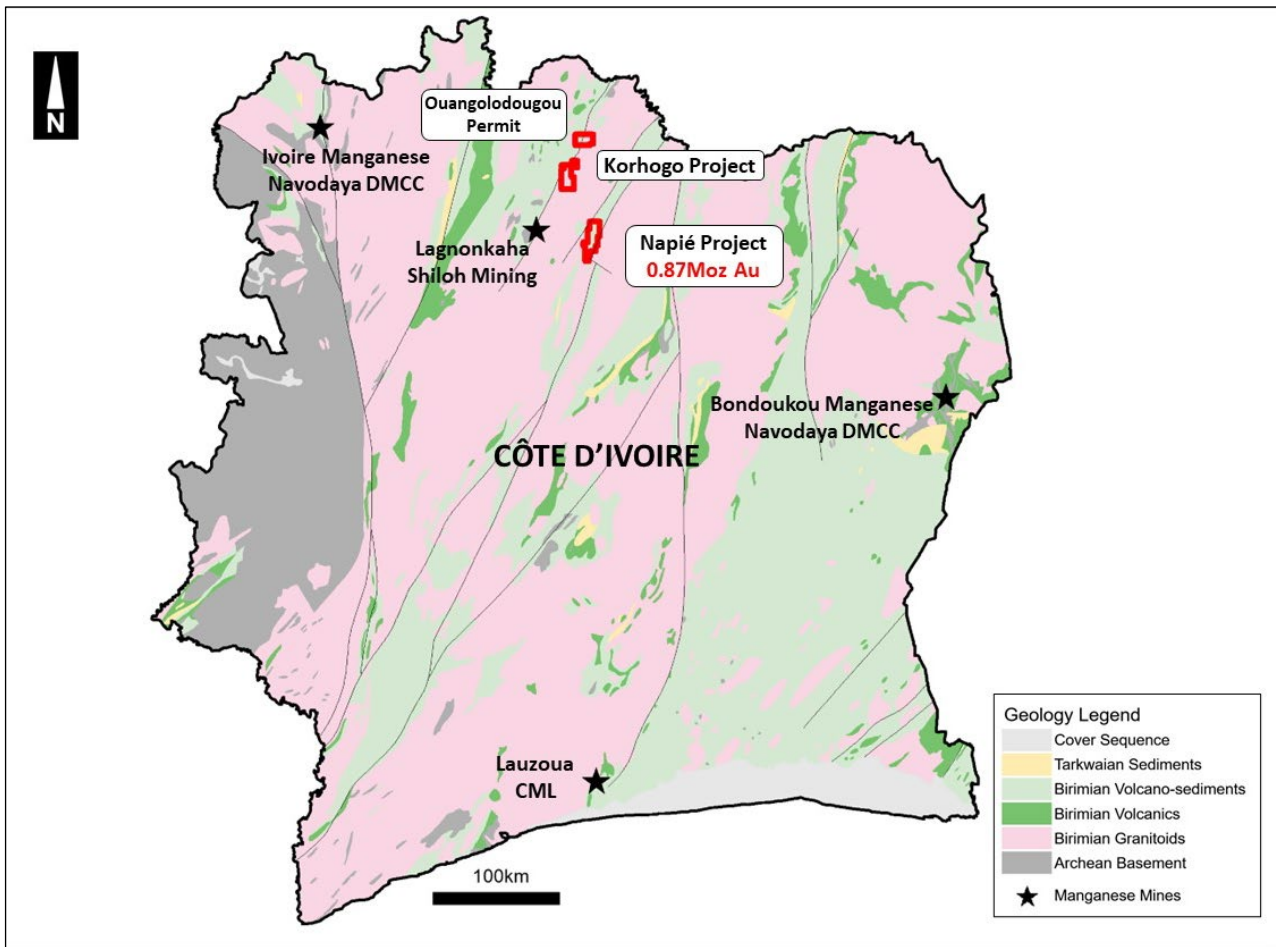 N
Ouangolodougou
Permit
Ivoire Manganese
Navodaya DMCC
Korhogo Project
Lagnonkaha
Shiloh Mining
Napié Project
0.87Moz Au
Bondoukou Manganese
Navodaya DMCC
CÔTE D’IVOIRE
Lauzoua
CML
100km
Geology Legend
Cover Sequence
Tarkwaian Sediments
Birimian Volcano-sediments
Birimian Volcanics
Birimian Granitoids
Archean Basement
Manganese Mines